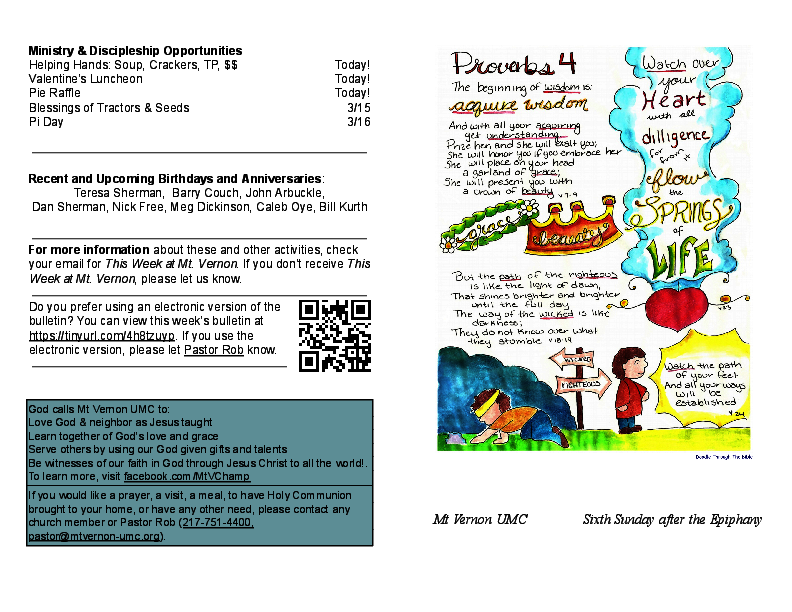 Ministry & Discipleship Opportunities
Helping Hands: Soup, Crackers, TP, $$ Today!
Valentine's Luncheon Today!
Pie Raffle Today!
Blessings of Tractors & Seeds 3/15
Pi Day 3/16
Recent and Upcoming Birthdays and Anniversaries:
Teresa Sherman, Barry Couch, John Arbuckle,
Dan Sherman, Nick Free, Meg Dickinson, Caleb Oye, Bill Kurth
For more information about these and other activities, check
your email for This Week at Mt. Vernon. If you don't receive This
Week at Mt. Vernon, please let us know.
Do you prefer using an electronic version of the
bulletin? You can view this week's bulletin at
https://tinyurl.com/4h8tzuyp. If you use the
electronic version, please let Pastor Rob know.
God calls Mt Vernon UMC to:
Love God & neighbor as Jesus taught
Learn together of God's love and grace
Serve others by using our God given gifts and talents
Be witnesses of our faith in God through Jesus Christ to all the world!.
To learn more, visit facebook.com/MtVChamp
If you would like a prayer, a visit, a meal, to have Holy Communion
brought to your home, or have any other need, please contact any
church member or Pastor Rob (217-751-4400,
pastor@mtvernon-umc.org).
Proverbs 4
The beginning of wisdom is:
acquire wisdom
And with all your acquiring
get understanding.
Prize her, and she will exalt you;
She will honor you if you embrace her
She will place on your head
a garland of grace;
She will present you with
a crown of beauty v.7-9
grace
beauty
Watch over
your
Heart
with all
diligence
for
from it
flow
the
SPRINGS
of
LIFE
v.23
But the path of the righteous
is like the light of dawn,
That shines brighter and brighter
until the full day.
The way of the wicked is like
darkness;
They do not know over what
they stumble v.18-19
WICKED
RIGHTEOUS
Watch the path
of your feet
And all your ways
will be
established
v.26
Doodle Through The Bible
Mt Vernon UMC Sixth Sunday after the Epiphany